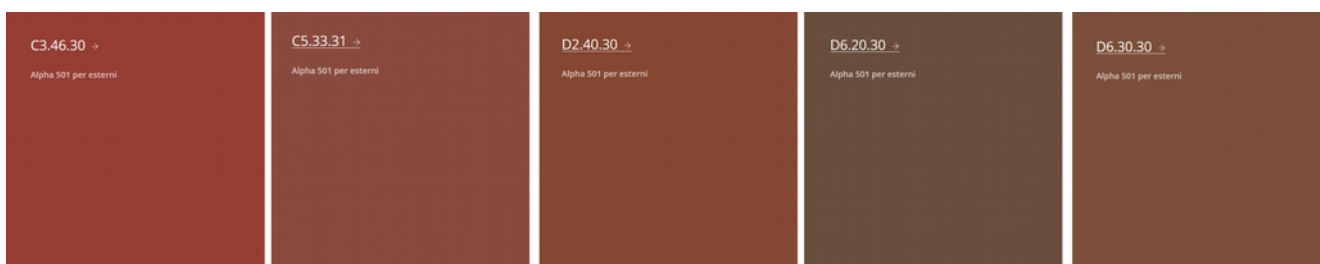 C3.46.30 →
Alpha 501 per esterni
C5.33.31 →
Alpha 501 per esterni
D2.40.30 →
Alpha 501 per esterni
D6.20.30 →
Alpha 501 per esterni
D6.30.30 →
Alpha 501 per esterni